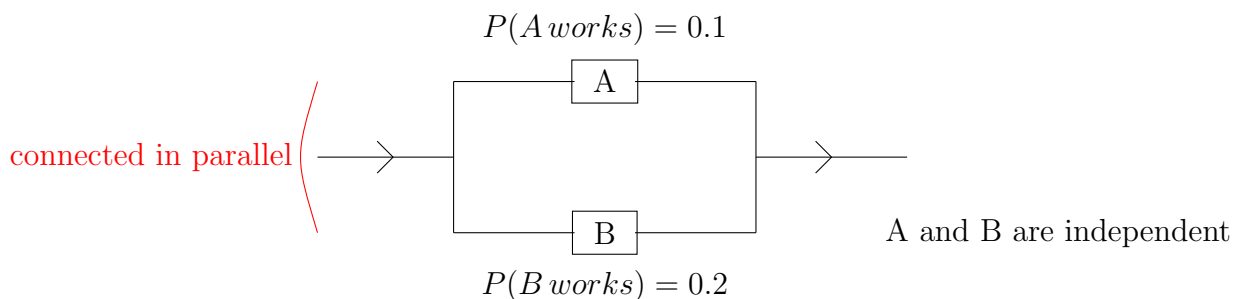 $P(A\,works) = 0.1$
A
connected in parallel
B
A and B are independent
$P(B\,works) = 0.2$